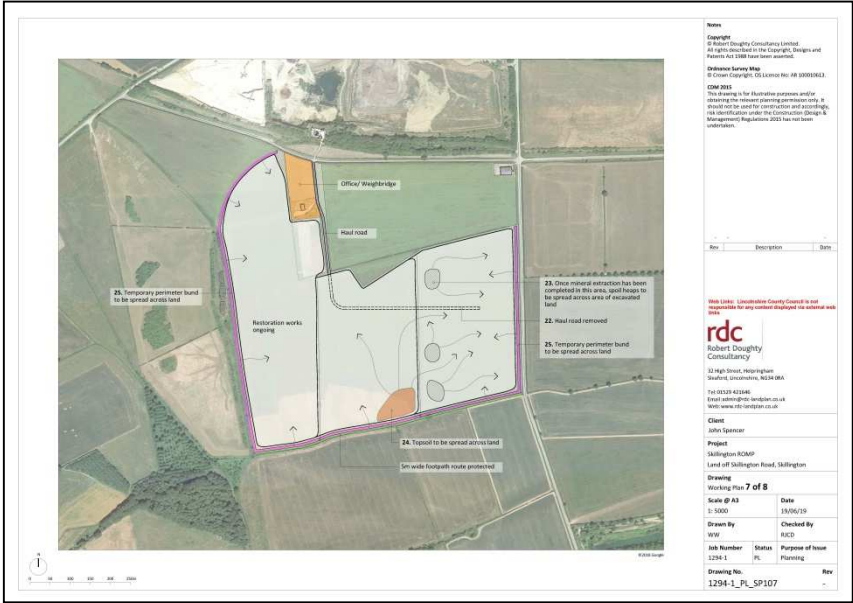 Office/ Weighbridge
Haul road
25. Temporary perimeter bund
to be spread across land
Restoration works
ongoing
23. Once mineral extraction has been
completed in this area, spoil heaps to
be spread across area of excavated
land
22. Haul road removed
25. Temporary perimeter bund
to be spread across land
24. Topsoil to be spread across land
5m wide footpath route protected
N
©2020 Google
Notes
Copyright
© Robert Doughty Consultancy Limited.
All rights described in the Copyright, Designs and
Patents Act 1988 have been asserted.
Ordnance Survey Map
© Crown Copyright. OS Licence No: AR 100010613.
CDM 2015
This drawing is for illustrative purposes and/or
obtaining the relevant planning permission only. It
should not be used for construction and accordingly,
risk identification under the Construction (Design &
Management) Regulations 2015 has not been
undertaken.
Rev Description Date
Web Links: Lincolnshire County Council is not
responsible for any content displayed via external web
links
rdc
Robert Doughty
Consultancy
32 High Street, Helpringham
Sleaford, Lincolnshire, NG34 0RA
Tel: 01529 421646
Email: admin@rdc-landplan.co.uk
Web: www.rdc-landplan.co.uk
Client
John Spencer
Project
Skillington ROMP
Land off Skillington Road, Skillington
Drawing
Working Plan 7 of 8
Scale @ A3 Date
1: 5000 19/06/19
Drawn By Checked By
WW RJCD
Job Number Status Purpose of Issue
1294-1 PL Planning
Drawing No. Rev
1294-1_PL_SP107 -